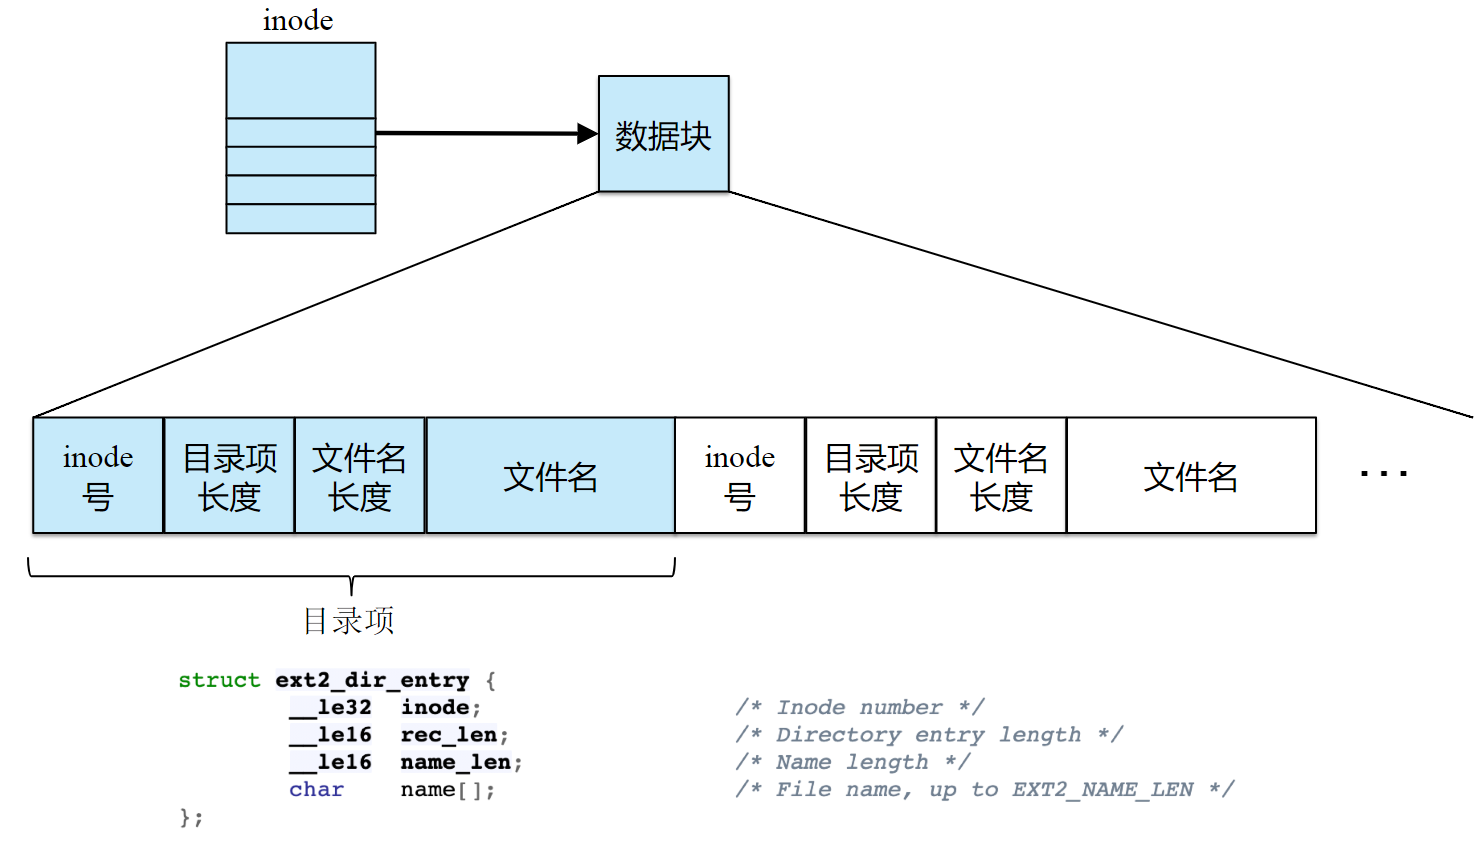 inode
数据块
inode
号
目录项
长度
文件名
长度
文件名
inode
号
目录项
长度
文件名
长度
文件名
...
目录项
struct ext2_dir_entry {
__le32 inode; /* Inode number */
__le16 rec_len; /* Directory entry length */
__le16 name_len; /* Name length */
char name[]; /* File name, up to EXT2_NAME_LEN */
};